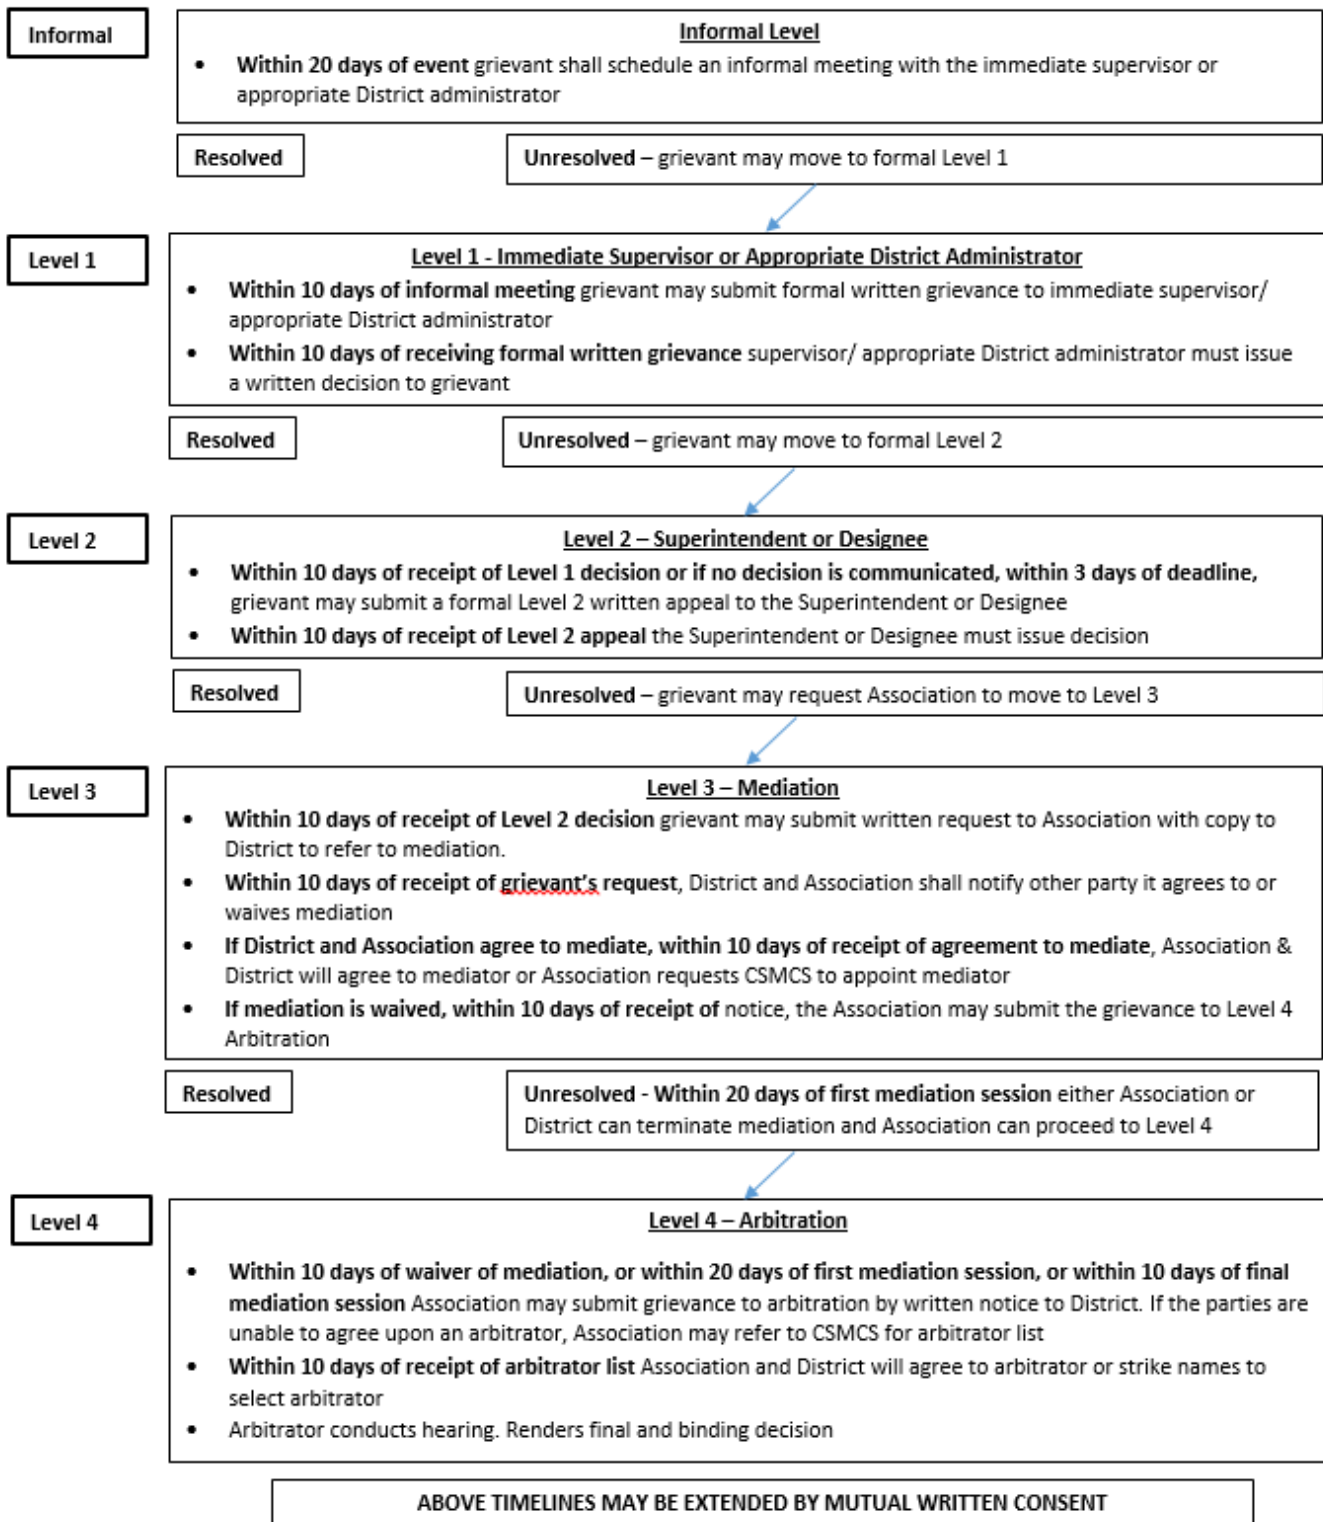 Informal
Informal Level
• Within 20 days of event grievant shall schedule an informal meeting with the immediate supervisor or
appropriate District administrator
Resolved
Unresolved – grievant may move to formal Level 1
Level 1
Level 1 - Immediate Supervisor or Appropriate District Administrator
• Within 10 days of informal meeting grievant may submit formal written grievance to immediate supervisor/
appropriate District administrator
• Within 10 days of receiving formal written grievance supervisor/ appropriate District administrator must issue
a written decision to grievant
Resolved
Unresolved – grievant may move to formal Level 2
Level 2
Level 2 – Superintendent or Designee
• Within 10 days of receipt of Level 1 decision or if no decision is communicated, within 3 days of deadline,
grievant may submit a formal Level 2 written appeal to the Superintendent or Designee
• Within 10 days of receipt of Level 2 appeal the Superintendent or Designee must issue decision
Resolved
Unresolved – grievant may request Association to move to Level 3
Level 3
Level 3 – Mediation
• Within 10 days of receipt of Level 2 decision grievant may submit written request to Association with copy to
District to refer to mediation.
• Within 10 days of receipt of grievant's request, District and Association shall notify other party it agrees to or
waives mediation
• If District and Association agree to mediate, within 10 days of receipt of agreement to mediate, Association &
District will agree to mediator or Association requests CSMCS to appoint mediator
• If mediation is waived, within 10 days of receipt of notice, the Association may submit the grievance to Level 4
Arbitration
Resolved
Unresolved - Within 20 days of first mediation session either Association or
District can terminate mediation and Association can proceed to Level 4
Level 4
Level 4 – Arbitration
• Within 10 days of waiver of mediation, or within 20 days of first mediation session, or within 10 days of final
mediation session Association may submit grievance to arbitration by written notice to District. If the parties are
unable to agree upon an arbitrator, Association may refer to CSMCS for arbitrator list
• Within 10 days of receipt of arbitrator list Association and District will agree to arbitrator or strike names to
select arbitrator
• Arbitrator conducts hearing. Renders final and binding decision
ABOVE TIMELINES MAY BE EXTENDED BY MUTUAL WRITTEN CONSENT